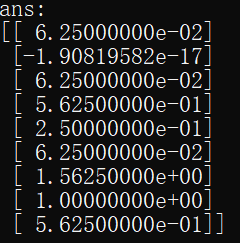 ans:
[[ 6.25000000e-02]
 [-1.90819582e-17]
 [ 6.25000000e-02]
 [ 5.62500000e-01]
 [ 2.50000000e-01]
 [ 6.25000000e-02]
 [ 1.56250000e+00]
 [ 1.00000000e+00]
 [ 5.62500000e-01]]